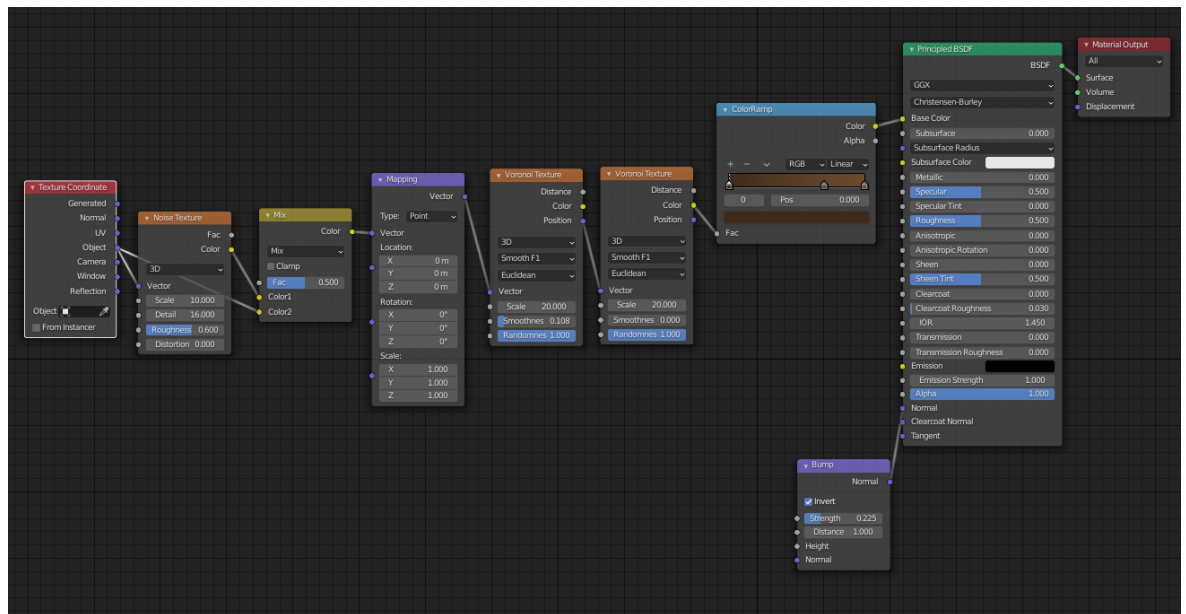 Texture Coordinate
Generated
Normal
UV
Object
Camera
Window
Reflection
Object
From Instancer
Noise Texture
Fac
Color
3D
Vector
Scale 10.000
Detail 16.000
Roughness 0.600
Distortion 0.000
Mix
Color
Mix
Clamp
Fac 0.500
Color1
Color2
Mapping
Vector
Type: Point
Vector
Location:
X 0 m
Y 0 m
Z 0 m
Rotation:
X 0°
Y 0°
Z 0°
Scale:
X 1.000
Y 1.000
Z 1.000
Voronoi Texture
Distance
Color
Position
3D
Smooth F1
Euclidean
Vector
Scale 20.000
Smoothnes 0.108
Randomnes 1.000
Voronoi Texture
Distance
Color
Position
3D
Smooth F1
Euclidean
Vector
Scale 20.000
Smoothnes 0.000
Randomnes 1.000
ColorRamp
Color
Alpha
RGB Linear
0 Pos 0.000
Fac
Principled BSDF
BSDF
GGX
Christensen-Burley
Base Color
Subsurface 0.000
Subsurface Radius
Subsurface Color
Metallic 0.000
Specular 0.500
Specular Tint 0.000
Roughness 0.500
Anisotropic 0.000
Anisotropic Rotation 0.000
Sheen 0.000
Sheen Tint 0.500
Clearcoat 0.000
Clearcoat Roughness 0.030
IOR 1.450
Transmission 0.000
Transmission Roughness 0.000
Emission
Emission Strength 1.000
Alpha 1.000
Normal
Clearcoat Normal
Tangent
Material Output
All
Surface
Volume
Displacement
Bump
Normal
Invert
Strength 0.225
Distance 1.000
Height
Normal